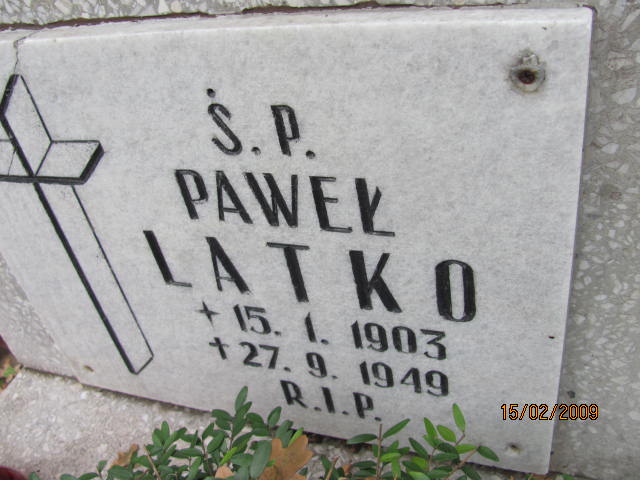 Ś.P.
PAWEŁ
LATKO
+ 15. 1. 1903
+ 27. 9. 1949
R.I.P.
15/02/2009